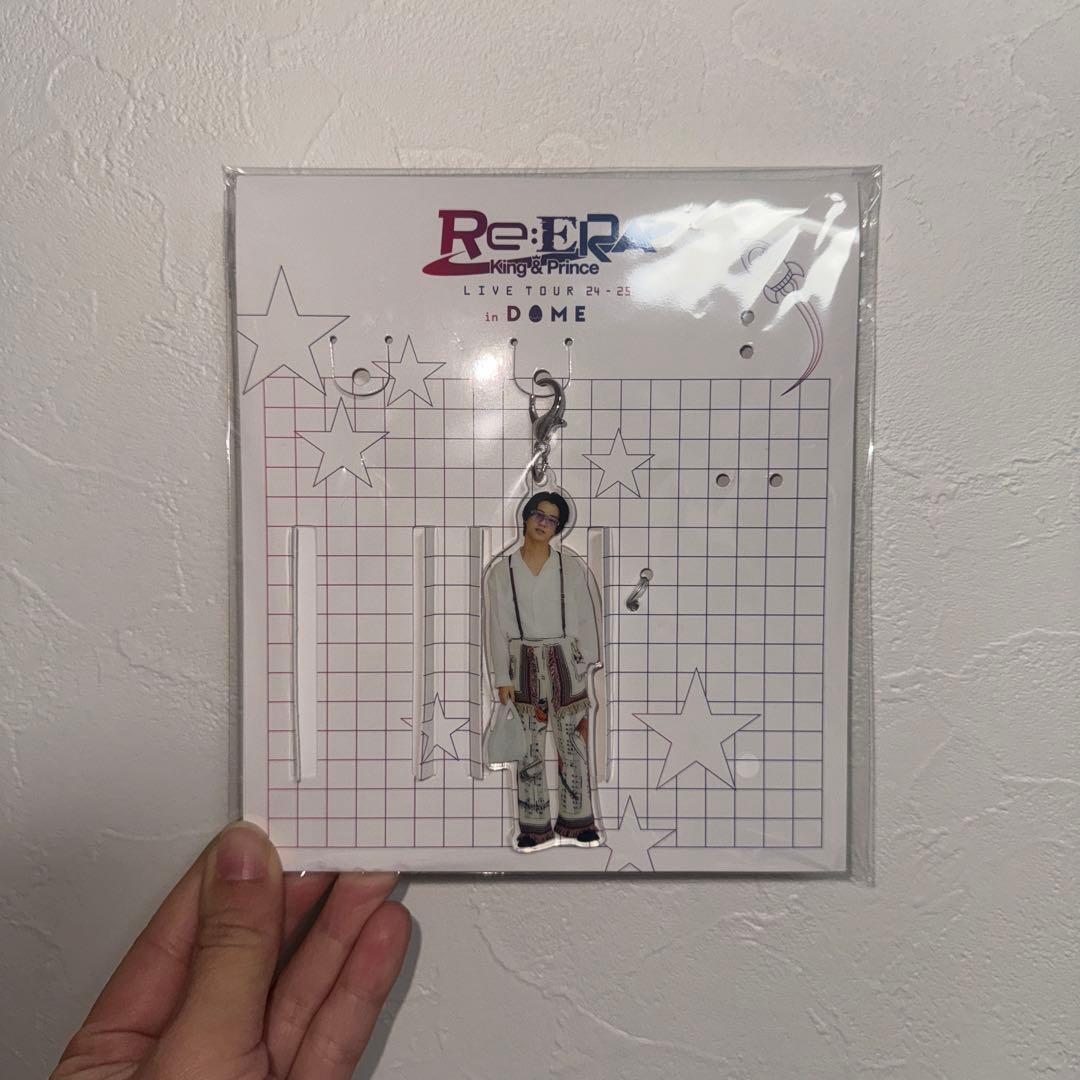 Re:ERA
King & Prince
LIVE TOUR 24-25
in DOME